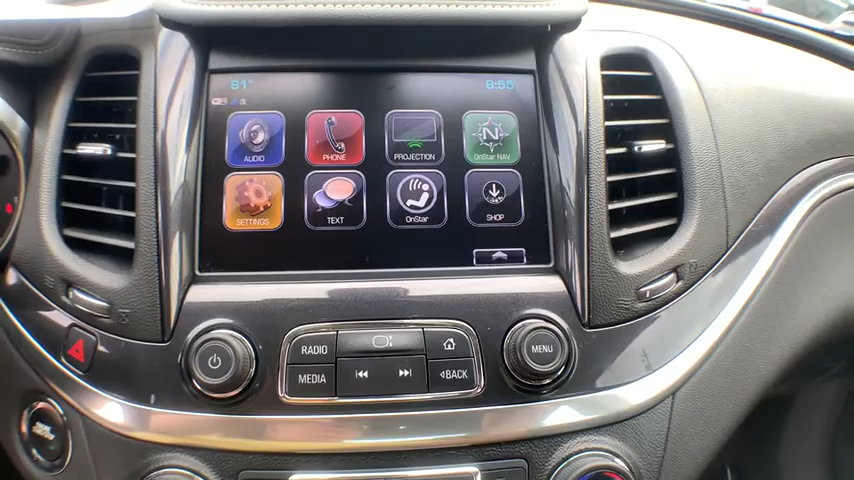 81°
8:55
AUDIO
PHONE
PROJECTION
N
OnStar NAV
SETTINGS
TEXT
OnStar
SHOP
RADIO
MEDIA
BACK
MENU